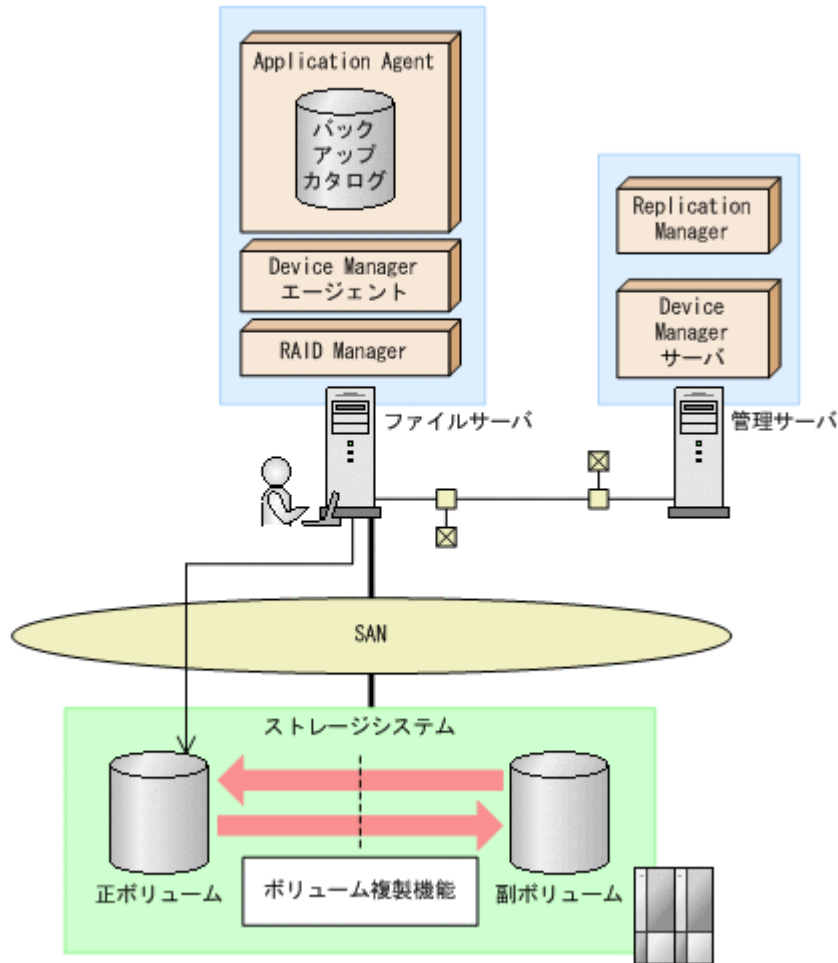 Application Agent
バック
アップ
カタログ
Device Manager
エージェント
RAID Manager
ファイルサーバ
Replication
Manager
Device
Manager
サーバ
管理サーバ
SAN
ストレージシステム
正ボリューム
ボリューム複製機能
副ボリューム